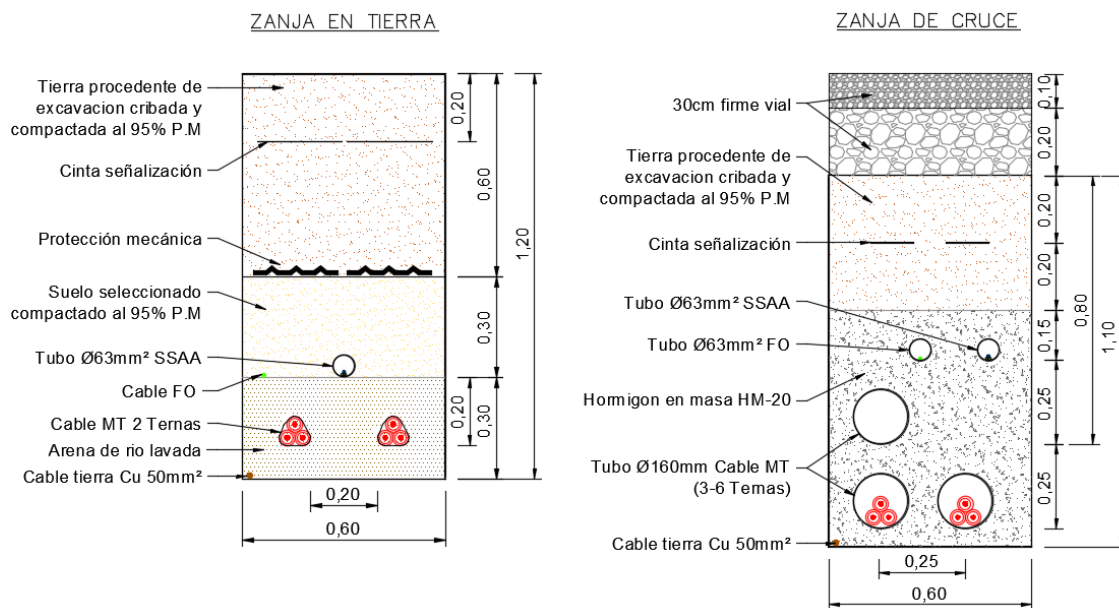 ZANJA EN TIERRA
Tierra procedente de
excavacion cribada y
compactada al 95% P.M
Cinta señalización
Protección mecánica
Suelo seleccionado
compactado al 95% P.M
Tubo Ø63mm² SSAA
Cable FO
Cable MT 2 Ternas
Arena de rio lavada
Cable tierra Cu 50mm²
0,20
0,60
1,20
0,30
0,20
0,30
0,20
0,60
ZANJA DE CRUCE
30cm firme vial
Tierra procedente de
excavacion cribada y
compactada al 95% P.M
Cinta señalización
Tubo Ø63mm² SSAA
Tubo Ø63mm² FO
Hormigon en masa HM-20
Tubo Ø160mm Cable MT
(3-6 Ternas)
Cable tierra Cu 50mm²
0,10
0,20
0,20
0,20
0,15
0,25
0,25
0,80
1,10
0,25
0,60